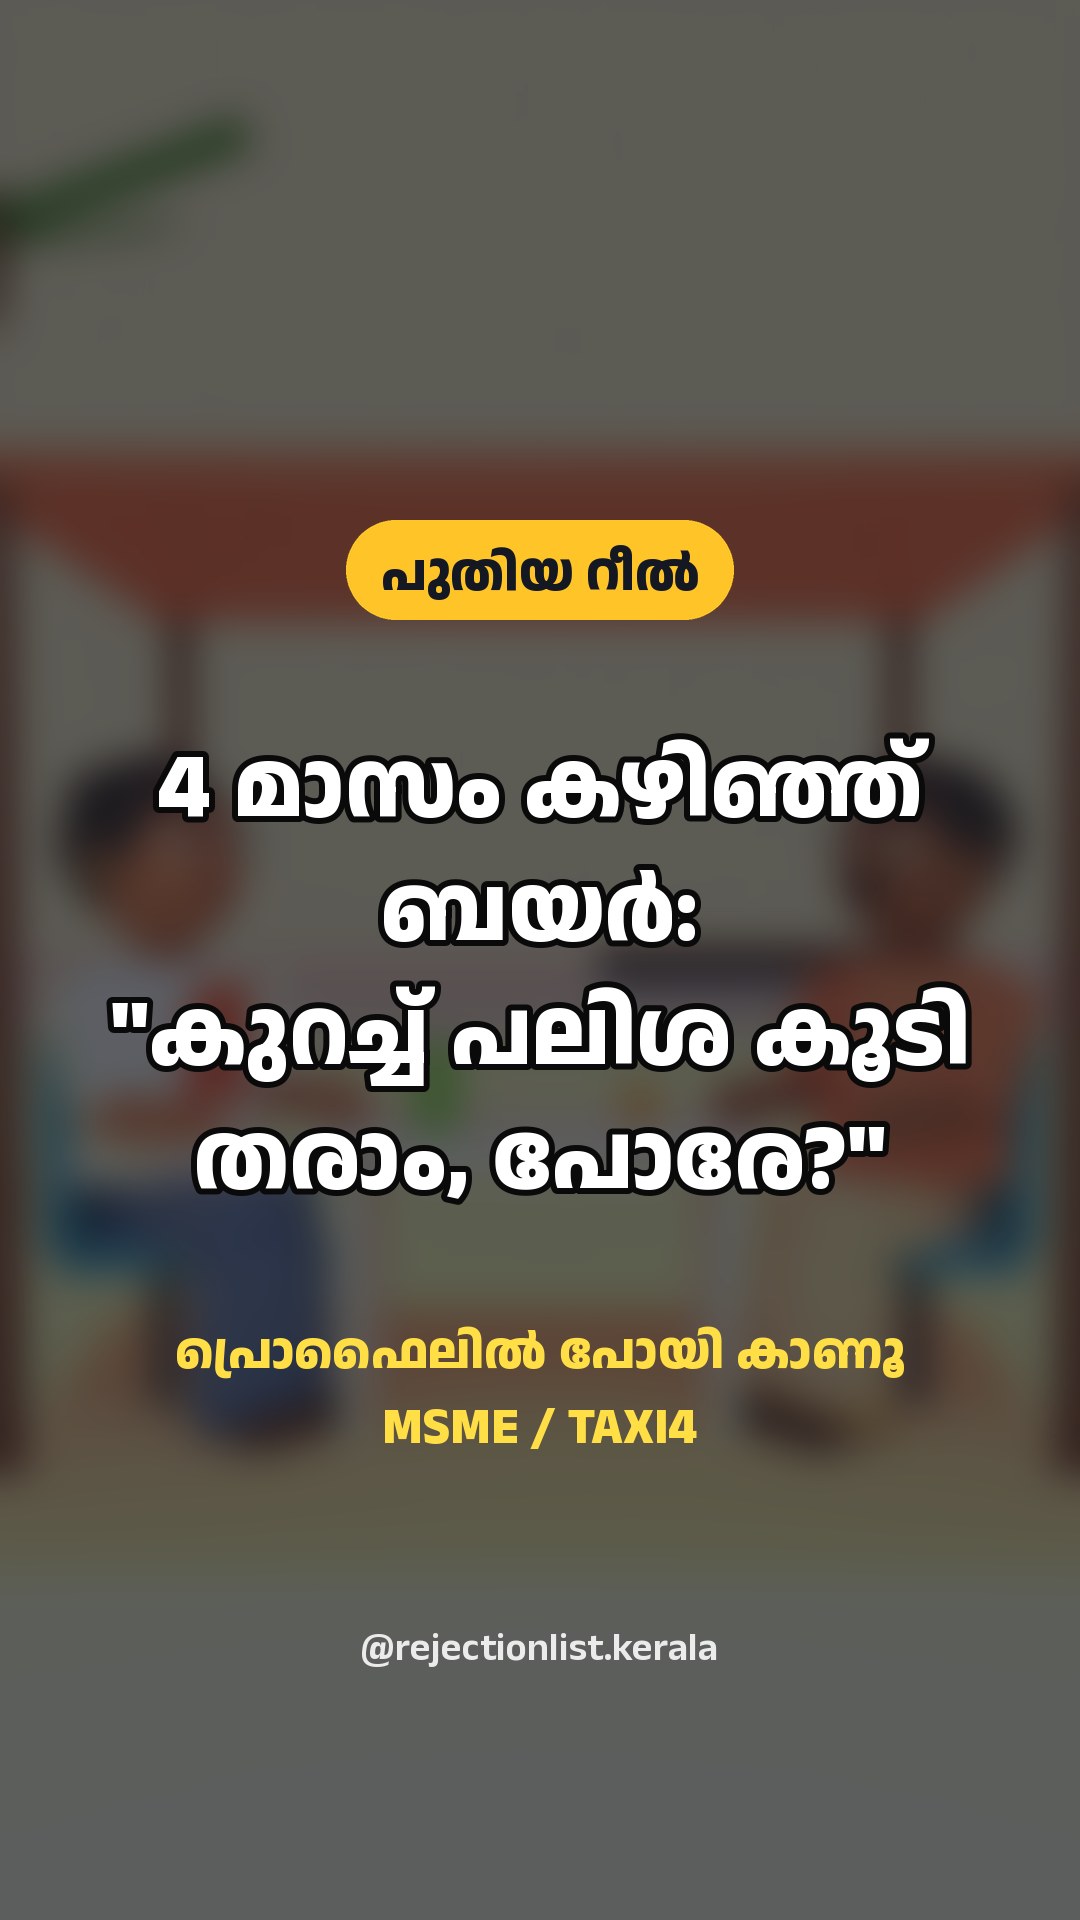 പുതിയ റീൽ
4 മാസം കഴിഞ്ഞ്
ബയർ:
"കുറച്ച് പലിശ കൂടി
തരാം, പോരേ?"
പ്രൊഫൈലിൽ പോയി കാണൂ
MSME / TAXI4
@rejectionlist.kerala